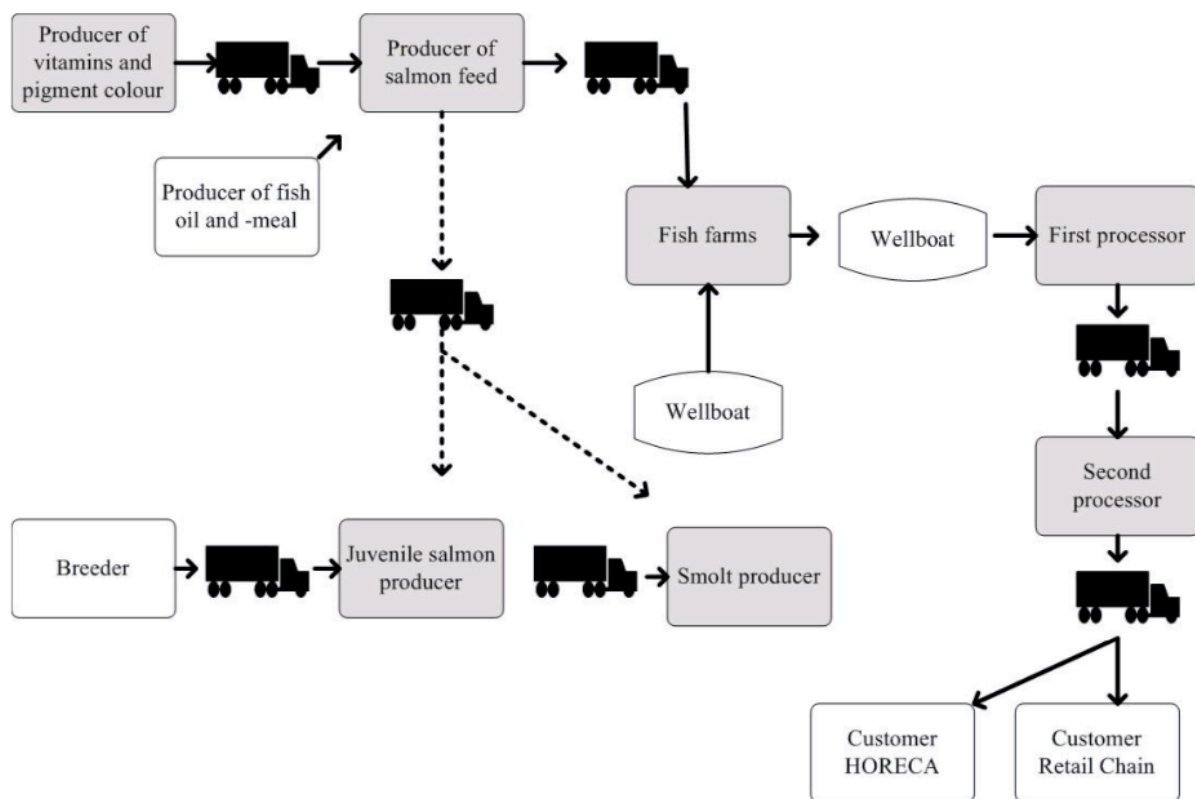 Producer of
vitamins and
pigment colour
Producer of
salmon feed
Producer of fish
oil and -meal
Fish farms
Wellboat
First processor
Wellboat
Second
processor
Breeder
Juvenile salmon
producer
Smolt producer
Customer
HORECA
Customer
Retail Chain